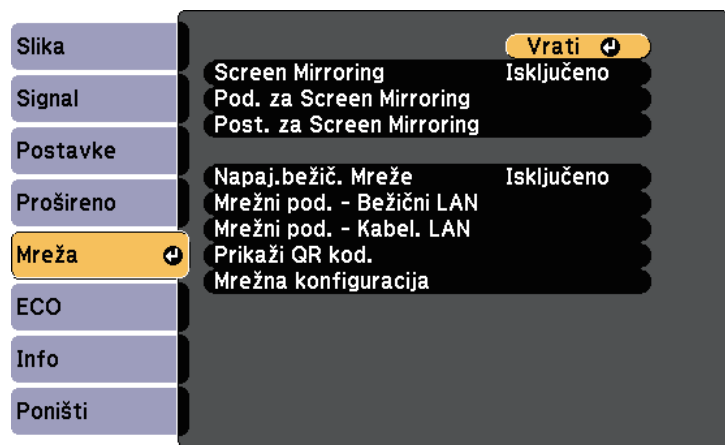 Slika
Signal
Postavke
Prošireno
Mreža
ECO
Info
Poništi
Vrati
Screen Mirroring Isključeno
Pod. za Screen Mirroring
Post. za Screen Mirroring
Napaj.bežič. Mreže Isključeno
Mrežni pod. - Bežični LAN
Mrežni pod. - Kabel. LAN
Prikaži QR kod.
Mrežna konfiguracija